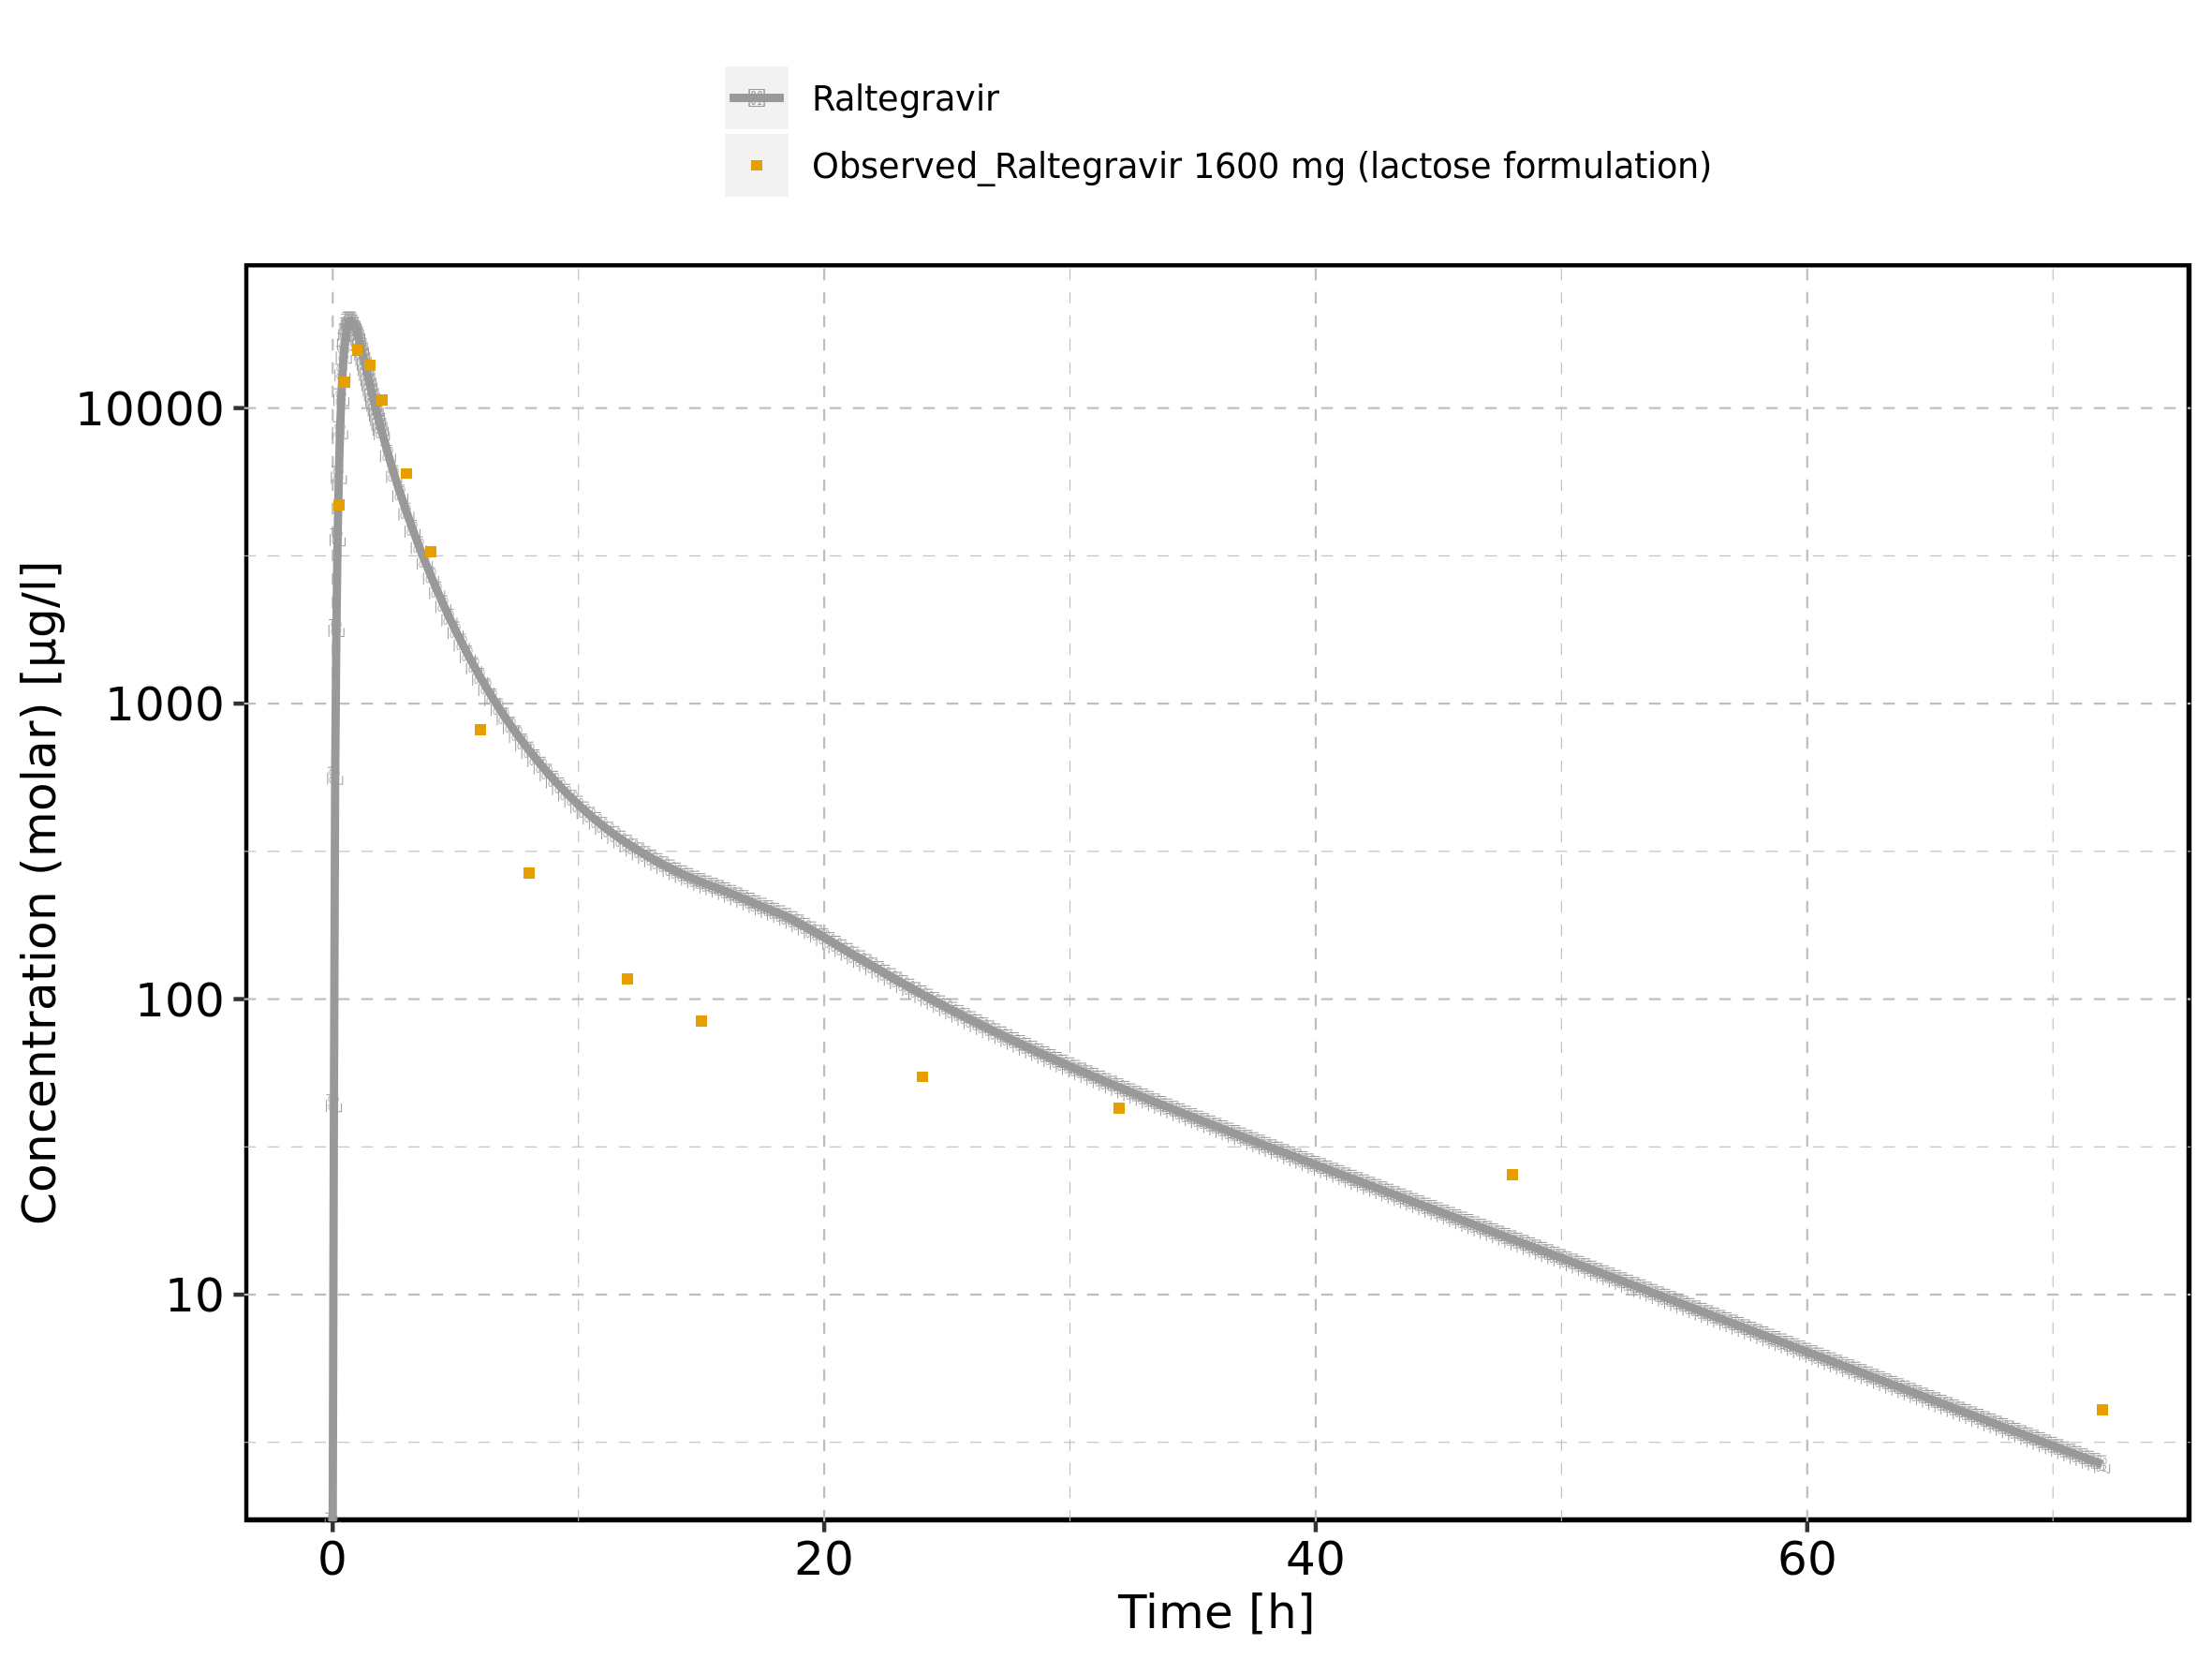 Raltegravir
Observed_Raltegravir 1600 mg (lactose formulation)
Concentration (molar) [µg/l]
10000
1000
100
10
0 20 40 60
Time [h]